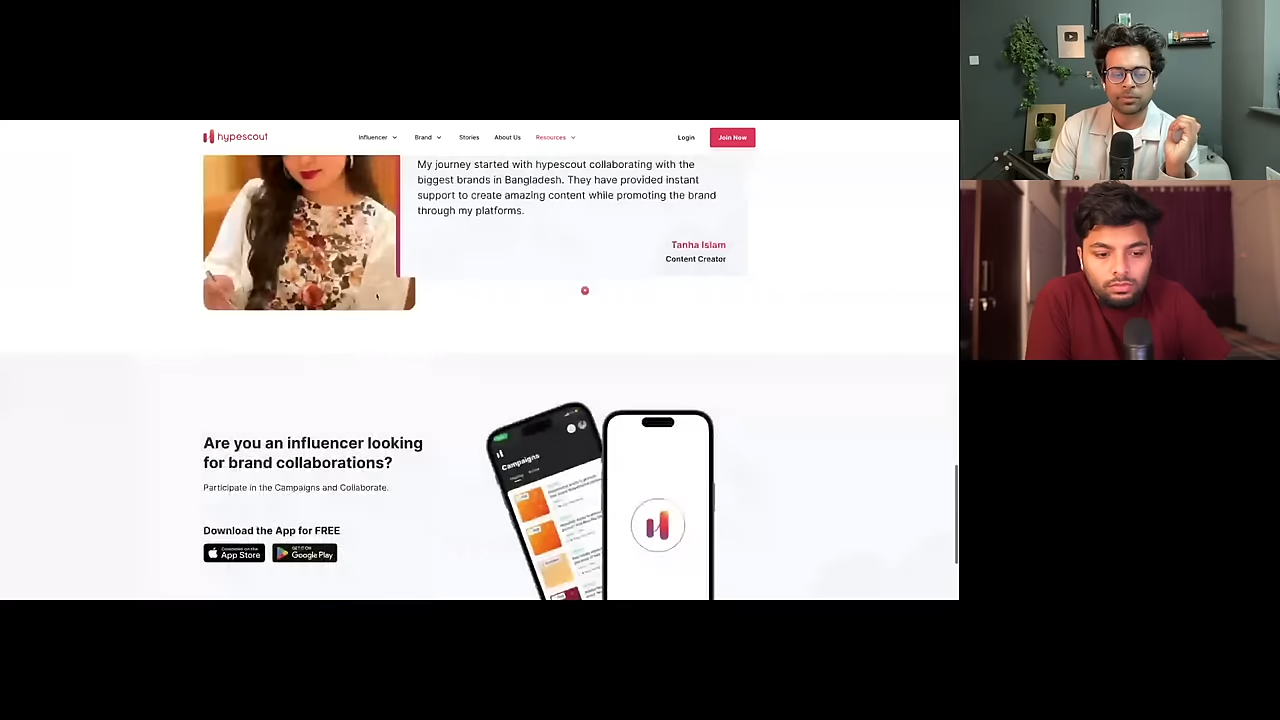 hypescout
Influencer Brand Stories About Us Resources Login Join Now
My journey started with hypescout collaborating with the
biggest brands in Bangladesh. They have provided instant
support to create amazing content while promoting the brand
through my platforms.
Tanha Islam
Content Creator
Are you an influencer looking
for brand collaborations?
Participate in the Campaigns and Collaborate.
Download the App for FREE
App Store
GET IT ON
Google Play
Campaigns